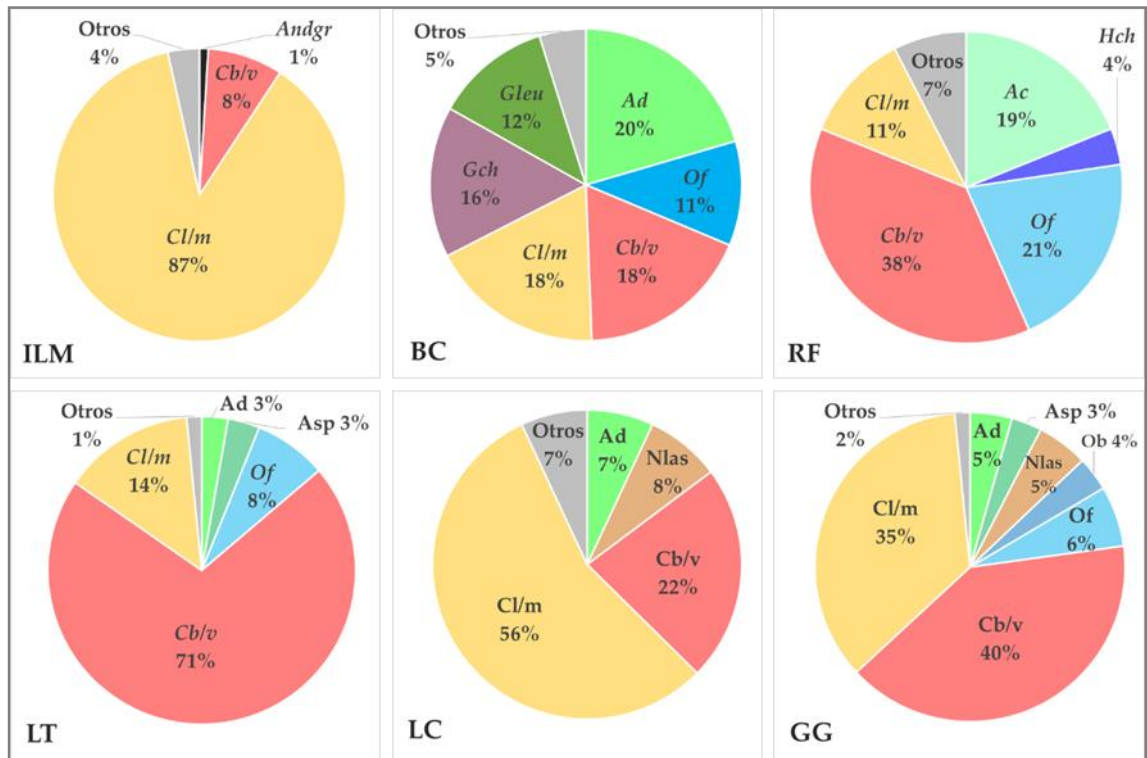 Otros
4%
Andgr
1%
Cb/v
8%
Cl/m
87%
ILM
Otros
5%
Gleu
12%
Ad
20%
Gch
16%
Of
11%
Cl/m
18%
Cb/v
18%
BC
Hch
4%
Otros
7%
Ac
19%
Cl/m
11%
Of
21%
Cb/v
38%
RF
Otros
1%
Ad 3%
Asp 3%
Cl/m
14%
Of
8%
Cb/v
71%
LT
Otros
7%
Ad
7%
Nlas
8%
Cb/v
22%
Cl/m
56%
LC
Otros
2%
Ad
5%
Asp 3%
Ob 4%
Nlas
5%
Of
6%
Cl/m
35%
Cb/v
40%
GG